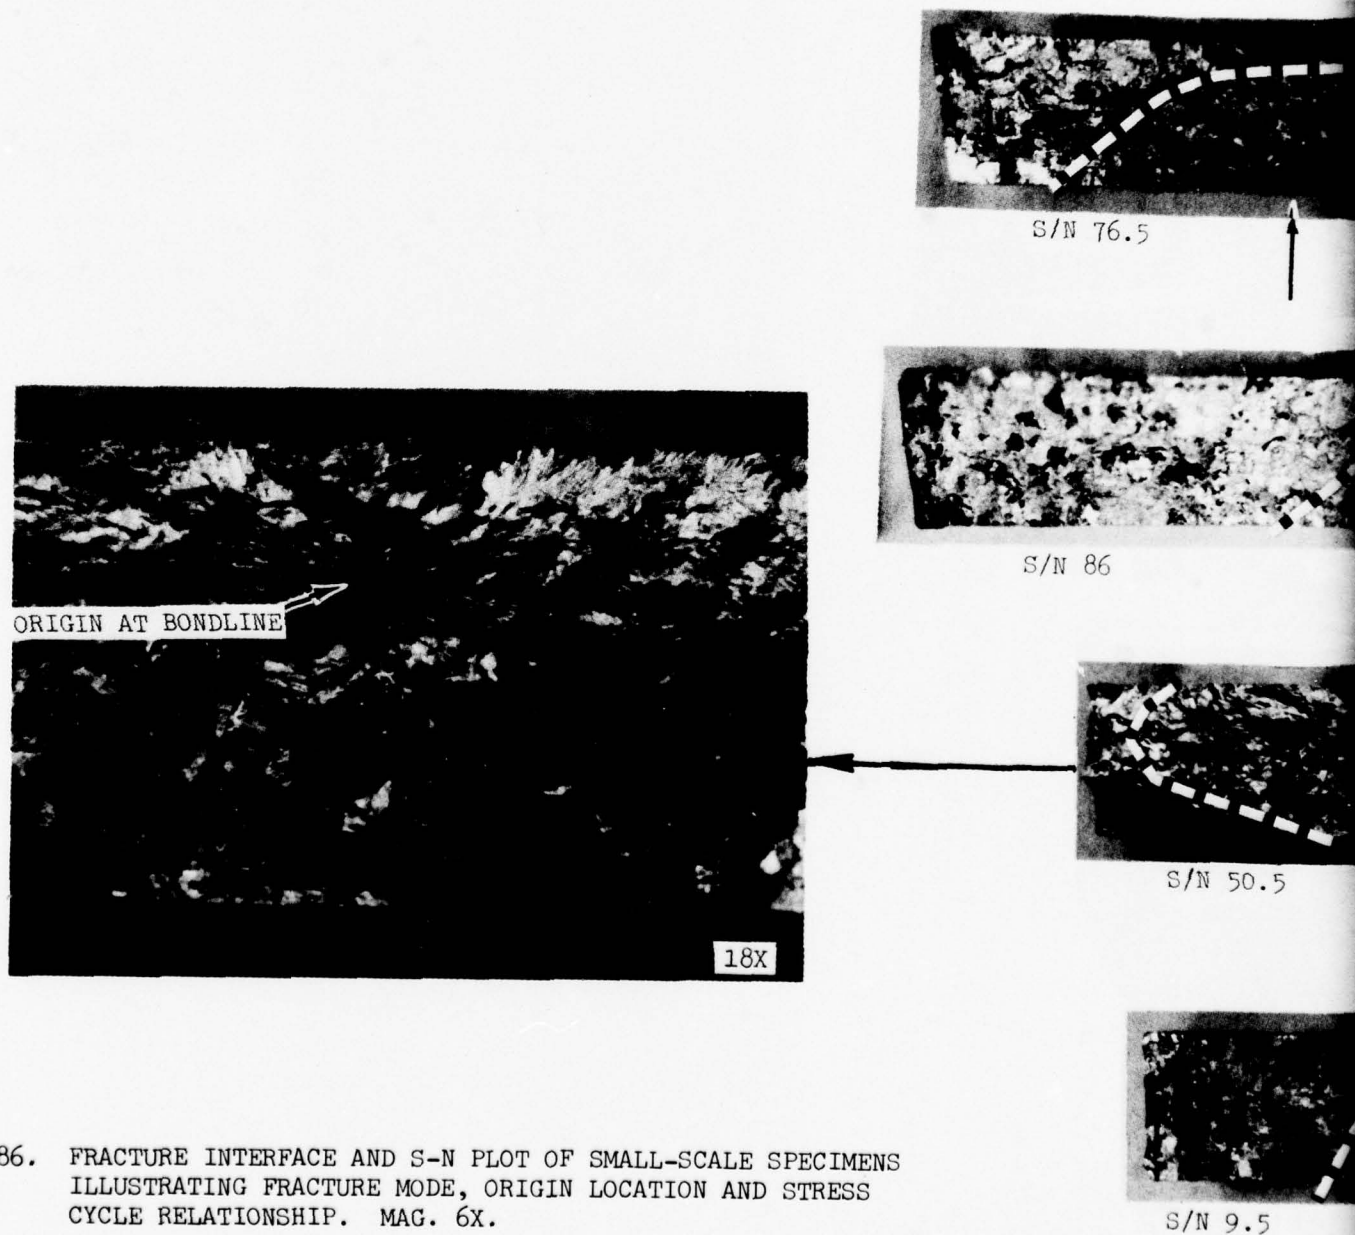 S/N 76.5
S/N 86
ORIGIN AT BONDLINE
S/N 50.5
18X
86. FRACTURE INTERFACE AND S-N PLOT OF SMALL-SCALE SPECIMENS
ILLUSTRATING FRACTURE MODE, ORIGIN LOCATION AND STRESS
CYCLE RELATIONSHIP. MAG. 6X.
S/N 9.5